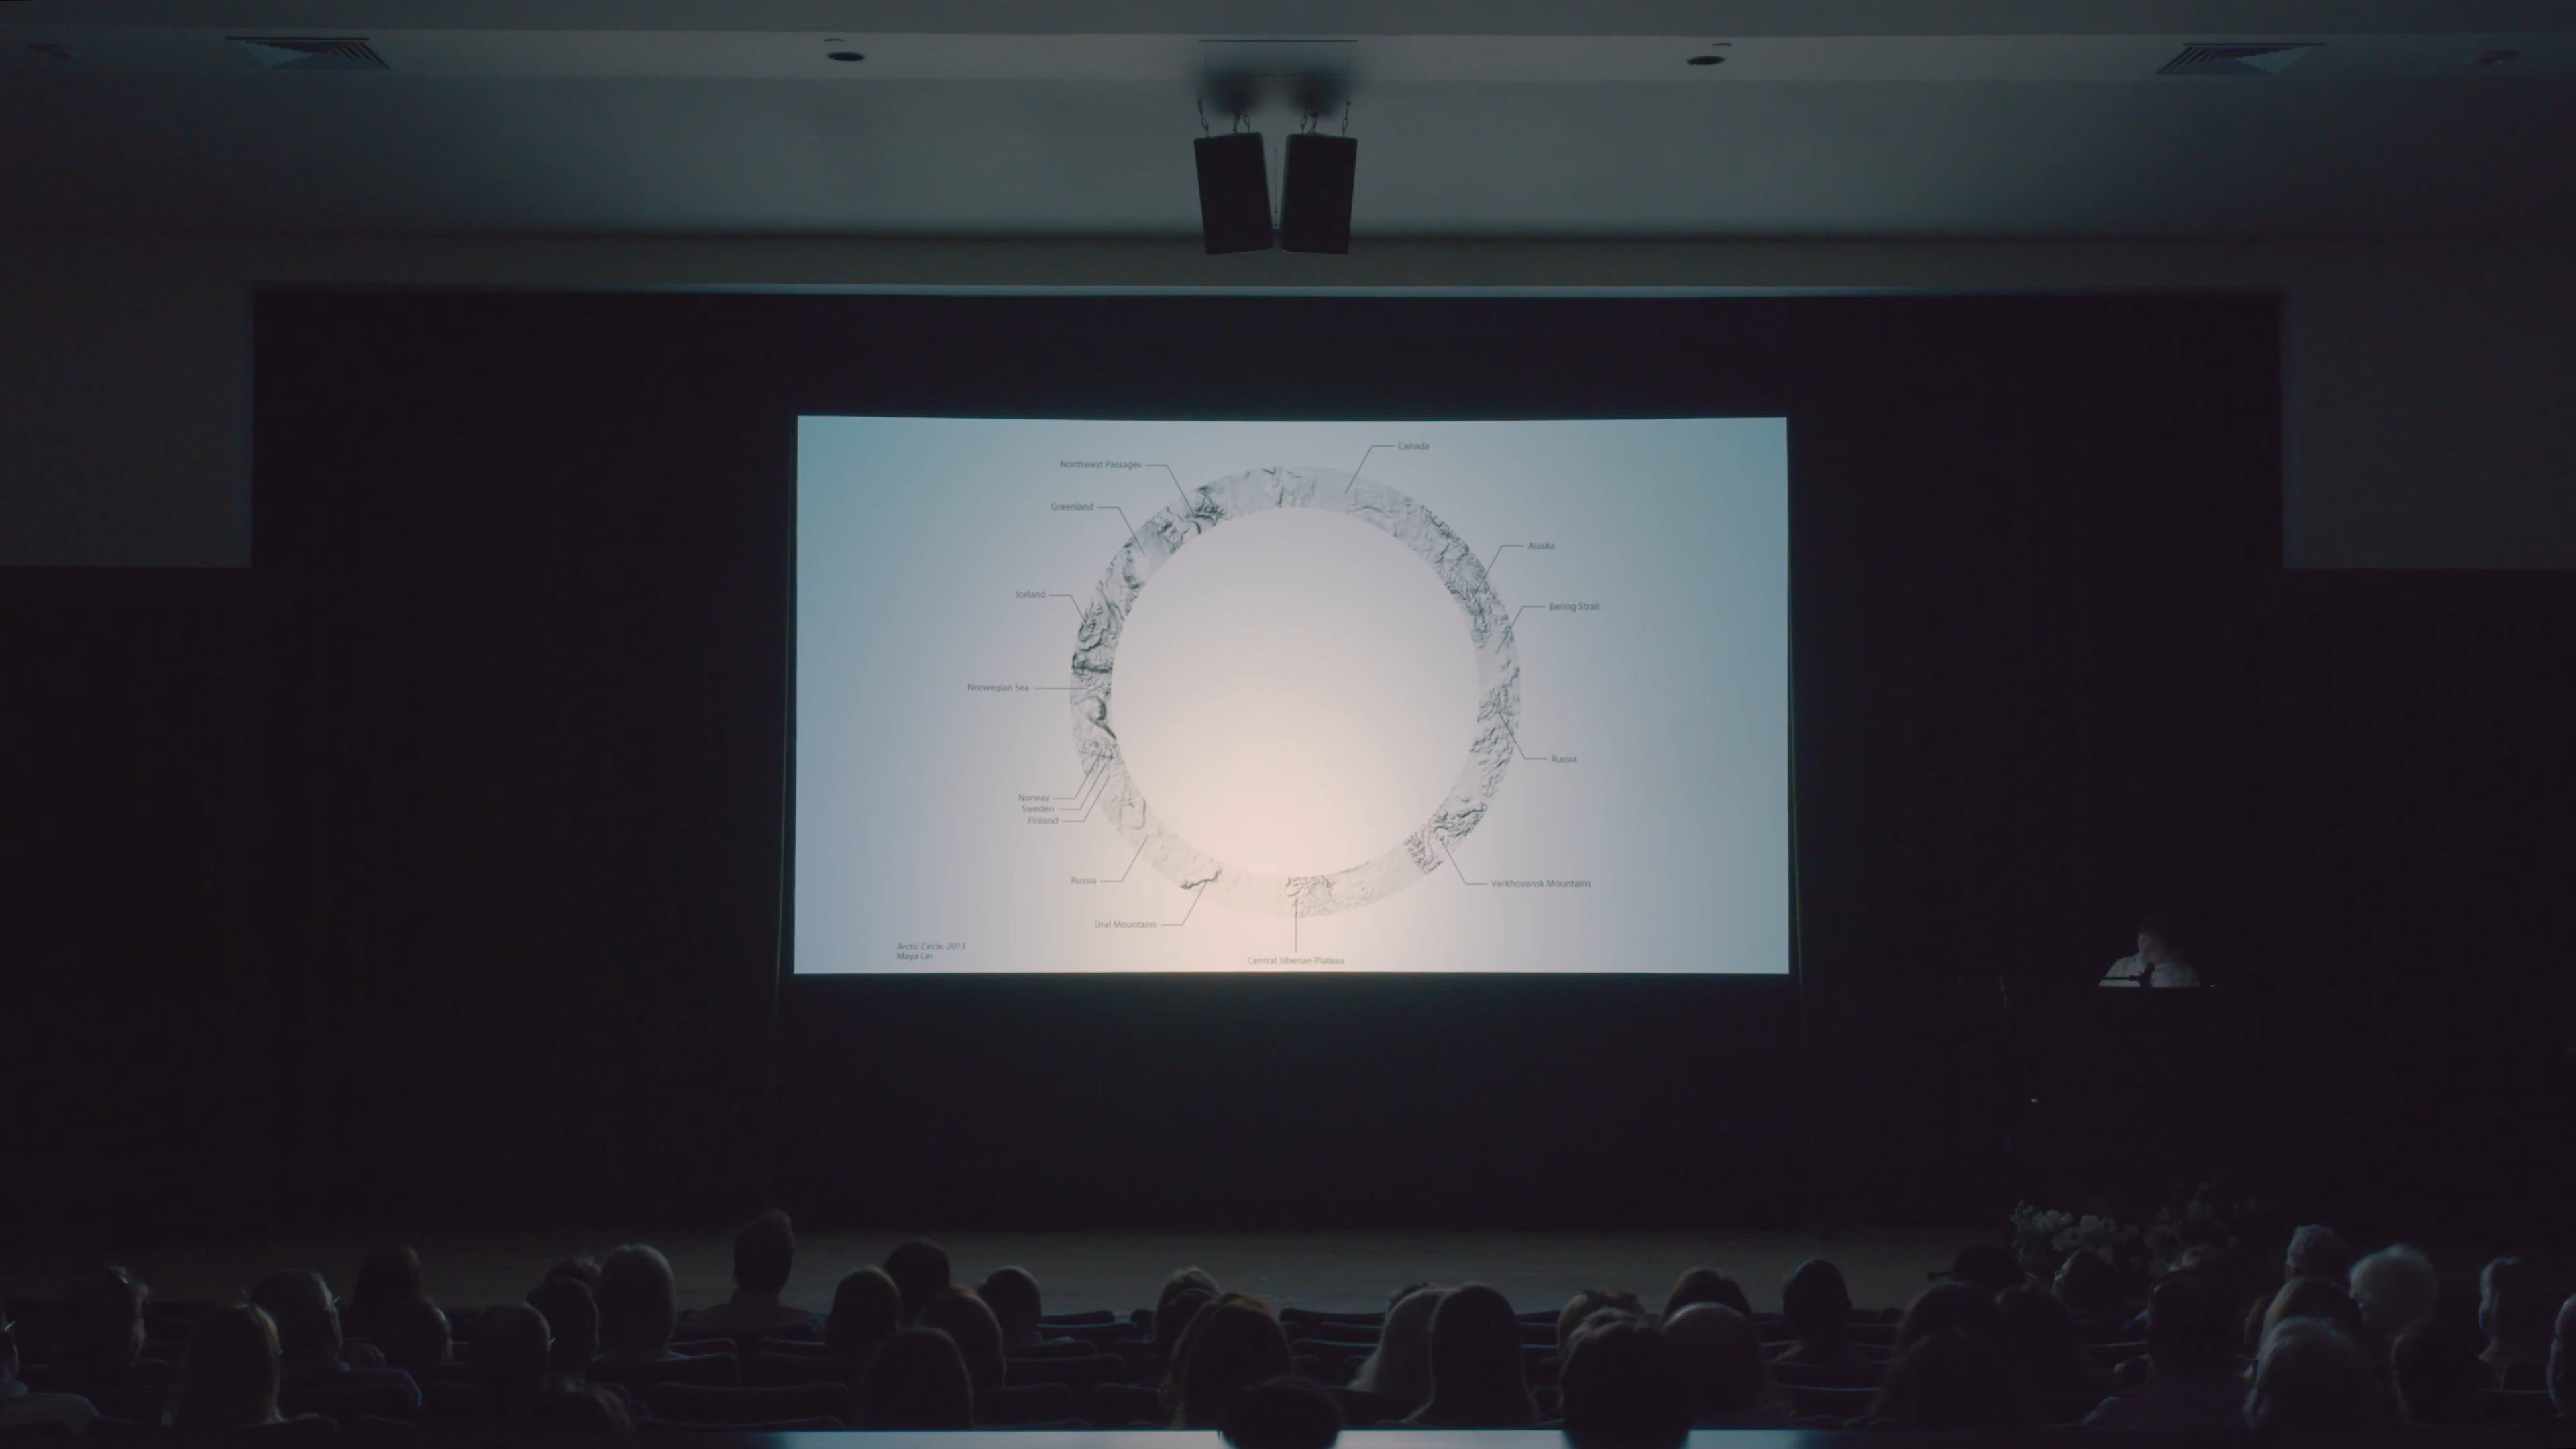 Canada
Northwest Passages
Greenland
Alaska
Iceland
Bering Strait
Norwegian Sea
Russia
Norway
Sweden
Finland
Russia
Verkhoyansk Mountains
Ural Mountains
Arctic Circle, 2013
Maya Lin
Central Siberian Plateau